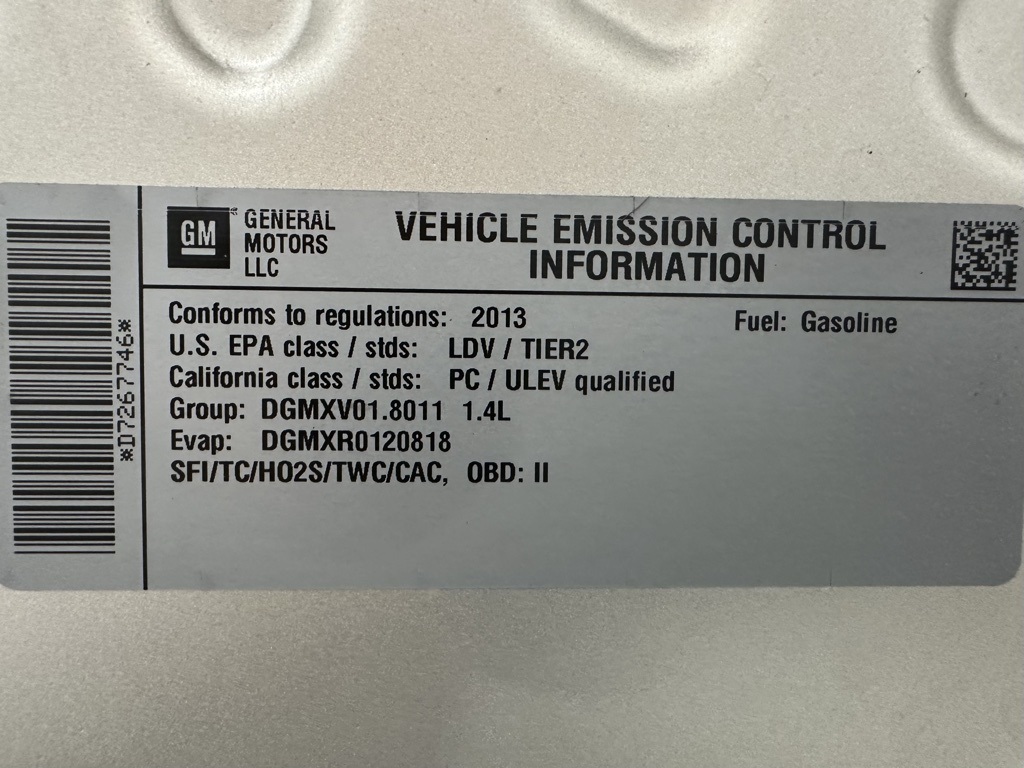 *D7267746*
GM
GENERAL
MOTORS
LLC
VEHICLE EMISSION CONTROL
INFORMATION
Conforms to regulations: 2013
Fuel: Gasoline
U.S. EPA class / stds: LDV / TIER2
California class / stds: PC / ULEV qualified
Group: DGMXV01.8011 1.4L
Evap: DGMXR0120818
SFI/TC/HO2S/TWC/CAC, OBD: II